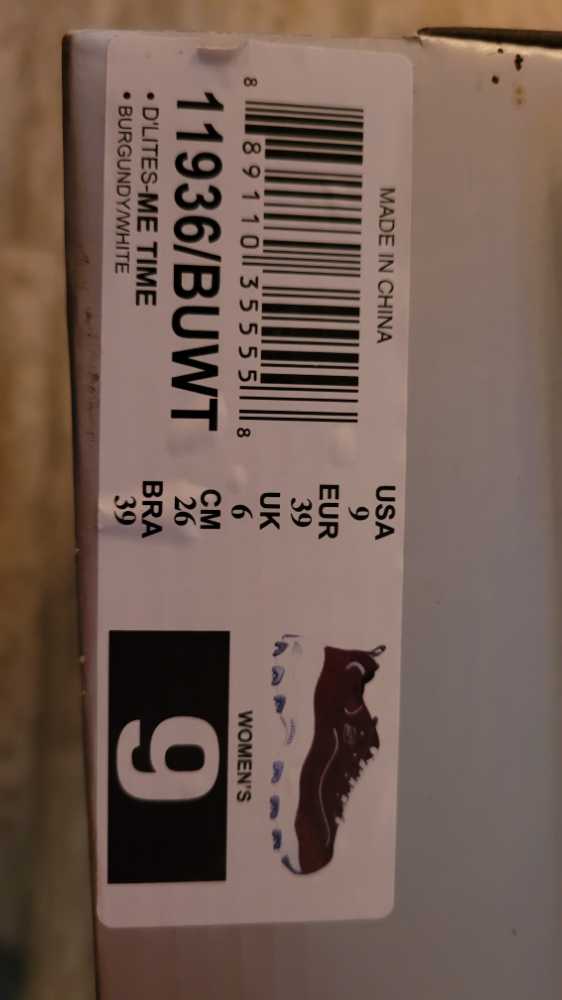 MADE IN CHINA
8 89110 35555 8
11936/BUWT
• D'LITES-ME TIME
• BURGUNDY/WHITE
USA
9
EUR
39
UK
6
CM
26
BRA
39
WOMEN'S
9